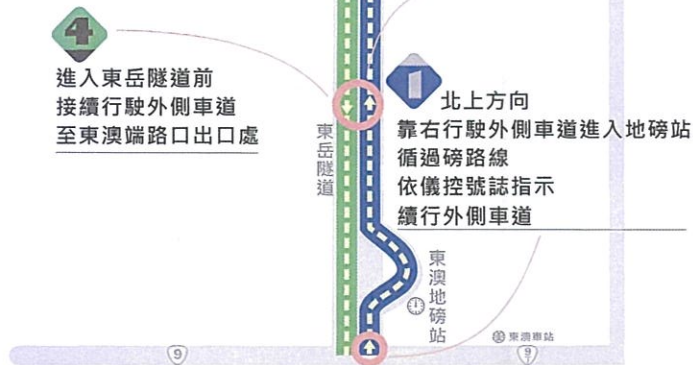 4
進入東岳隧道前
接續行駛外側車道
至東澳端路口出口處
1
北上方向
靠右行駛外側車道進入地磅站
循過磅路線
依儀控號誌指示
續行外側車道
東岳隧道
東澳地磅站
東澳車站
9
9